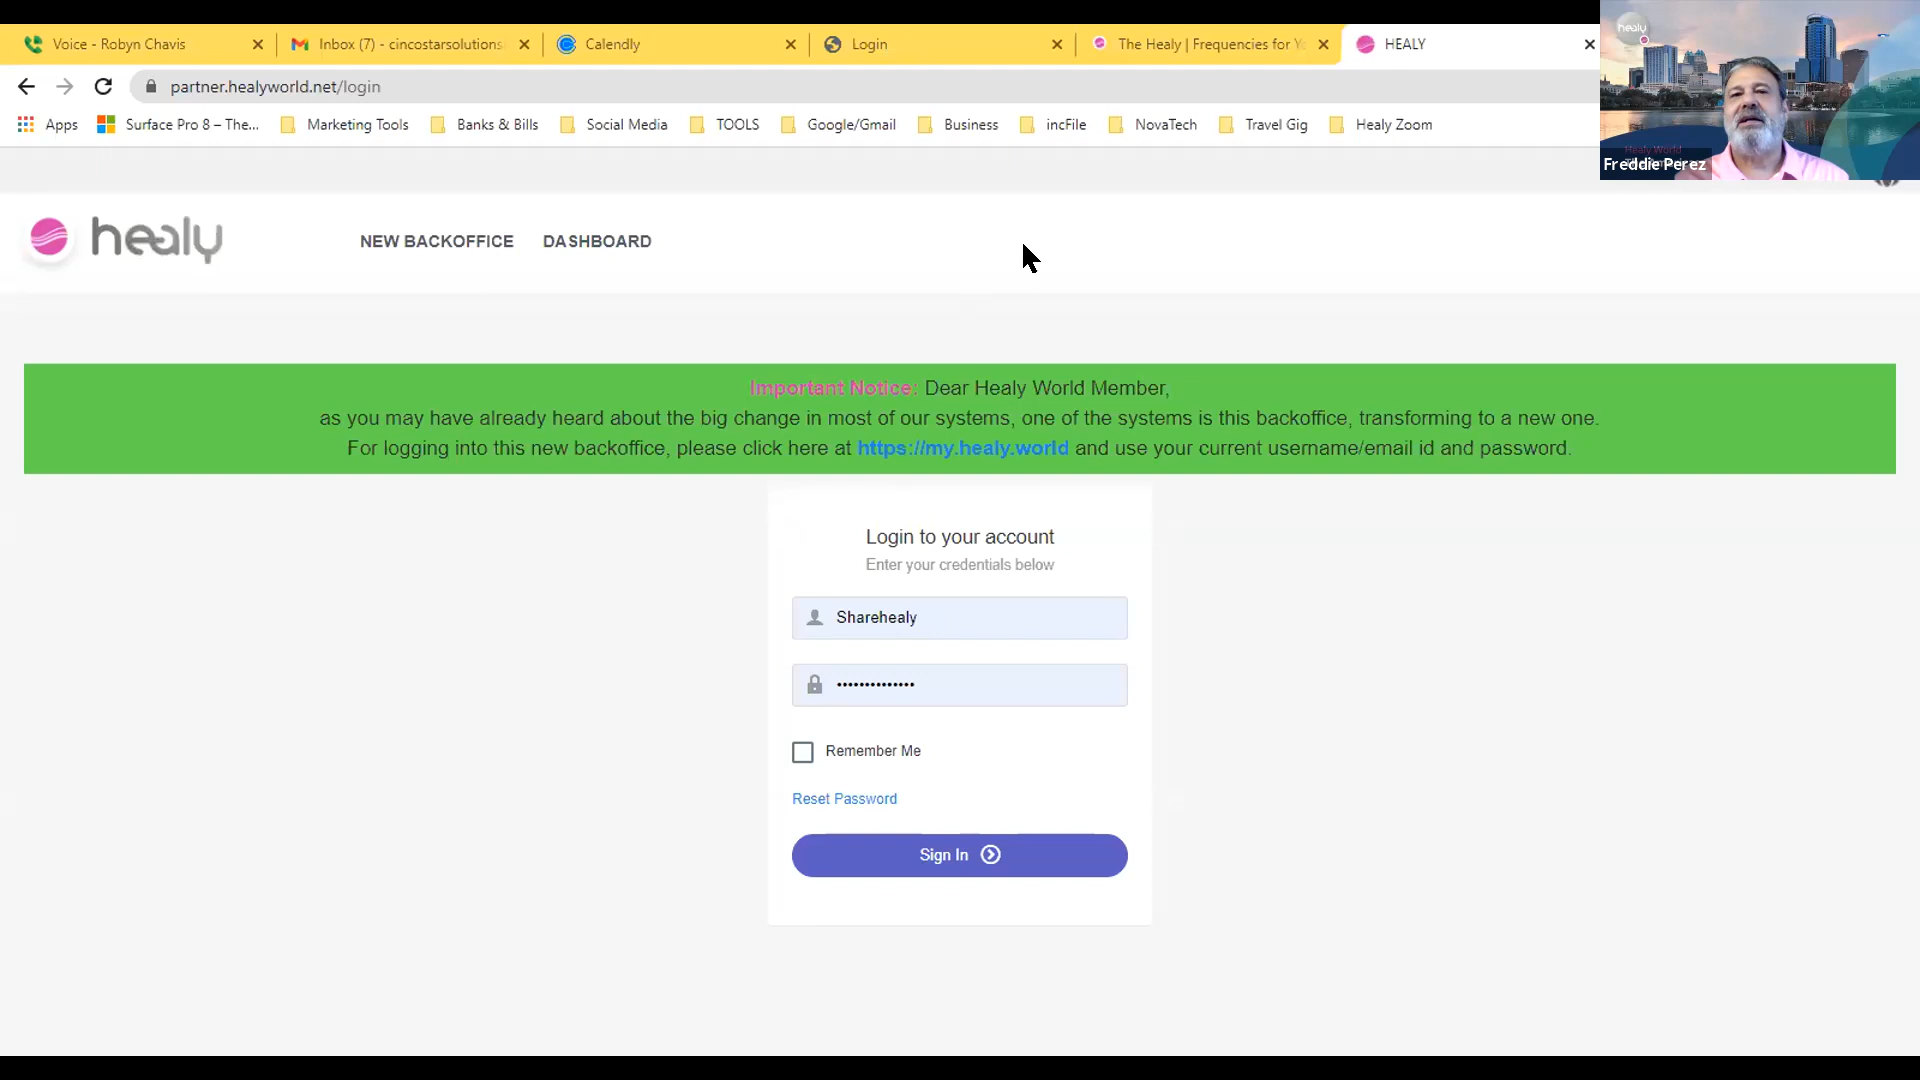 Voice - Robyn Chavis
Inbox (7) - cincostarsolutions
Calendly
Login
The Healy | Frequencies for Yo
HEALY
partner.healyworld.net/login
Apps
Surface Pro 8 – The...
Marketing Tools
Banks & Bills
Social Media
TOOLS
Google/Gmail
Business
incFile
NovaTech
Travel Gig
Healy Zoom
healy
Healy World
Freddie Perez
healy
NEW BACKOFFICE
DASHBOARD
Important Notice: Dear Healy World Member,
as you may have already heard about the big change in most of our systems, one of the systems is this backoffice, transforming to a new one.
For logging into this new backoffice, please click here at https://my.healy.world and use your current username/email id and password.
Login to your account
Enter your credentials below
Sharehealy
••••••••••••••
Remember Me
Reset Password
Sign In